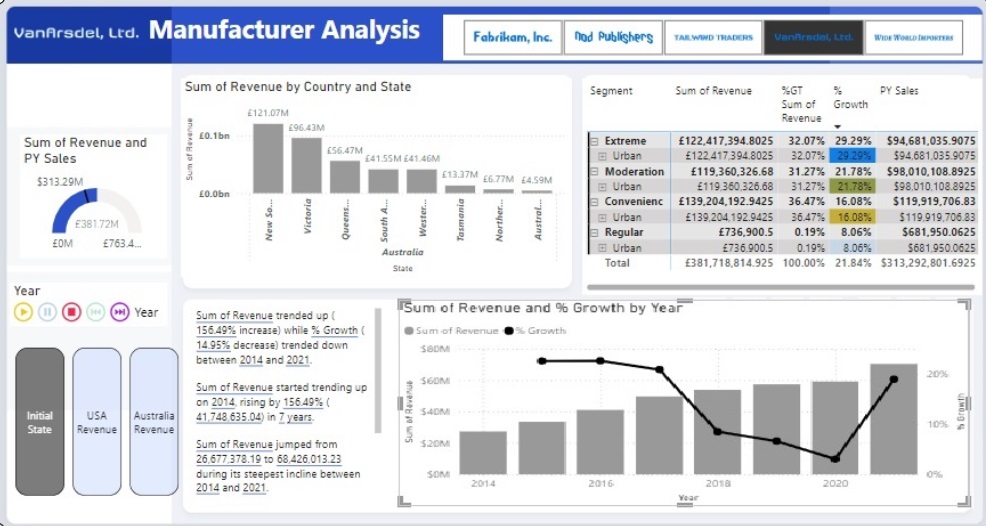 VanArsdel, Ltd. Manufacturer Analysis
Fabrikam, Inc.
Nod Publishers
TAILWIND TRADERS
VanArsdel, Ltd.
WIDE WORLD IMPORTERS
Sum of Revenue and
PY Sales
$313.29M
£381.72M
£0M £763.4...
Year
Year
Initial
State
USA
Revenue
Australia
Revenue
Sum of Revenue by Country and State
Sum of Revenue
£0.1bn
£0.0bn
£121.07M
£96.43M
£56.47M
£41.55M
£41.46M
£13.37M
£6.77M
£4.59M
New So...
Victoria
Queens...
South A...
Wester...
Tasmania
Norther...
Austral...
Australia
State
Segment Sum of Revenue %GT Sum of Revenue % Growth PY Sales
Extreme £122,417,394.8025 32.07% 29.29% $94,681,035.9075
Urban £122,417,394.8025 32.07% 29.29% $94,681,035.9075
Moderation £119,360,326.68 31.27% 21.78% $98,010,108.8925
Urban £119,360,326.68 31.27% 21.78% $98,010,108.8925
Convenienc £139,204,192.9425 36.47% 16.08% $119,919,706.83
Urban £139,204,192.9425 36.47% 16.08% $119,919,706.83
Regular £736,900.5 0.19% 8.06% $681,950.0625
Urban £736,900.5 0.19% 8.06% $681,950.0625
Total £381,718,814.925 100.00% 21.84% $313,292,801.6925
Sum of Revenue trended up (
156.49% increase) while % Growth (
14.95% decrease) trended down
between 2014 and 2021.
Sum of Revenue started trending up
on 2014, rising by 156.49% (
41,748,635.04) in 7 years.
Sum of Revenue jumped from
26,677,378.19 to 68,426,013.23
during its steepest incline between
2014 and 2021.
Sum of Revenue and % Growth by Year
Sum of Revenue % Growth
Sum of Revenue
$80M
$60M
$40M
$20M
$0M
20%
10%
0%
% Growth
2014 2016 2018 2020
Year